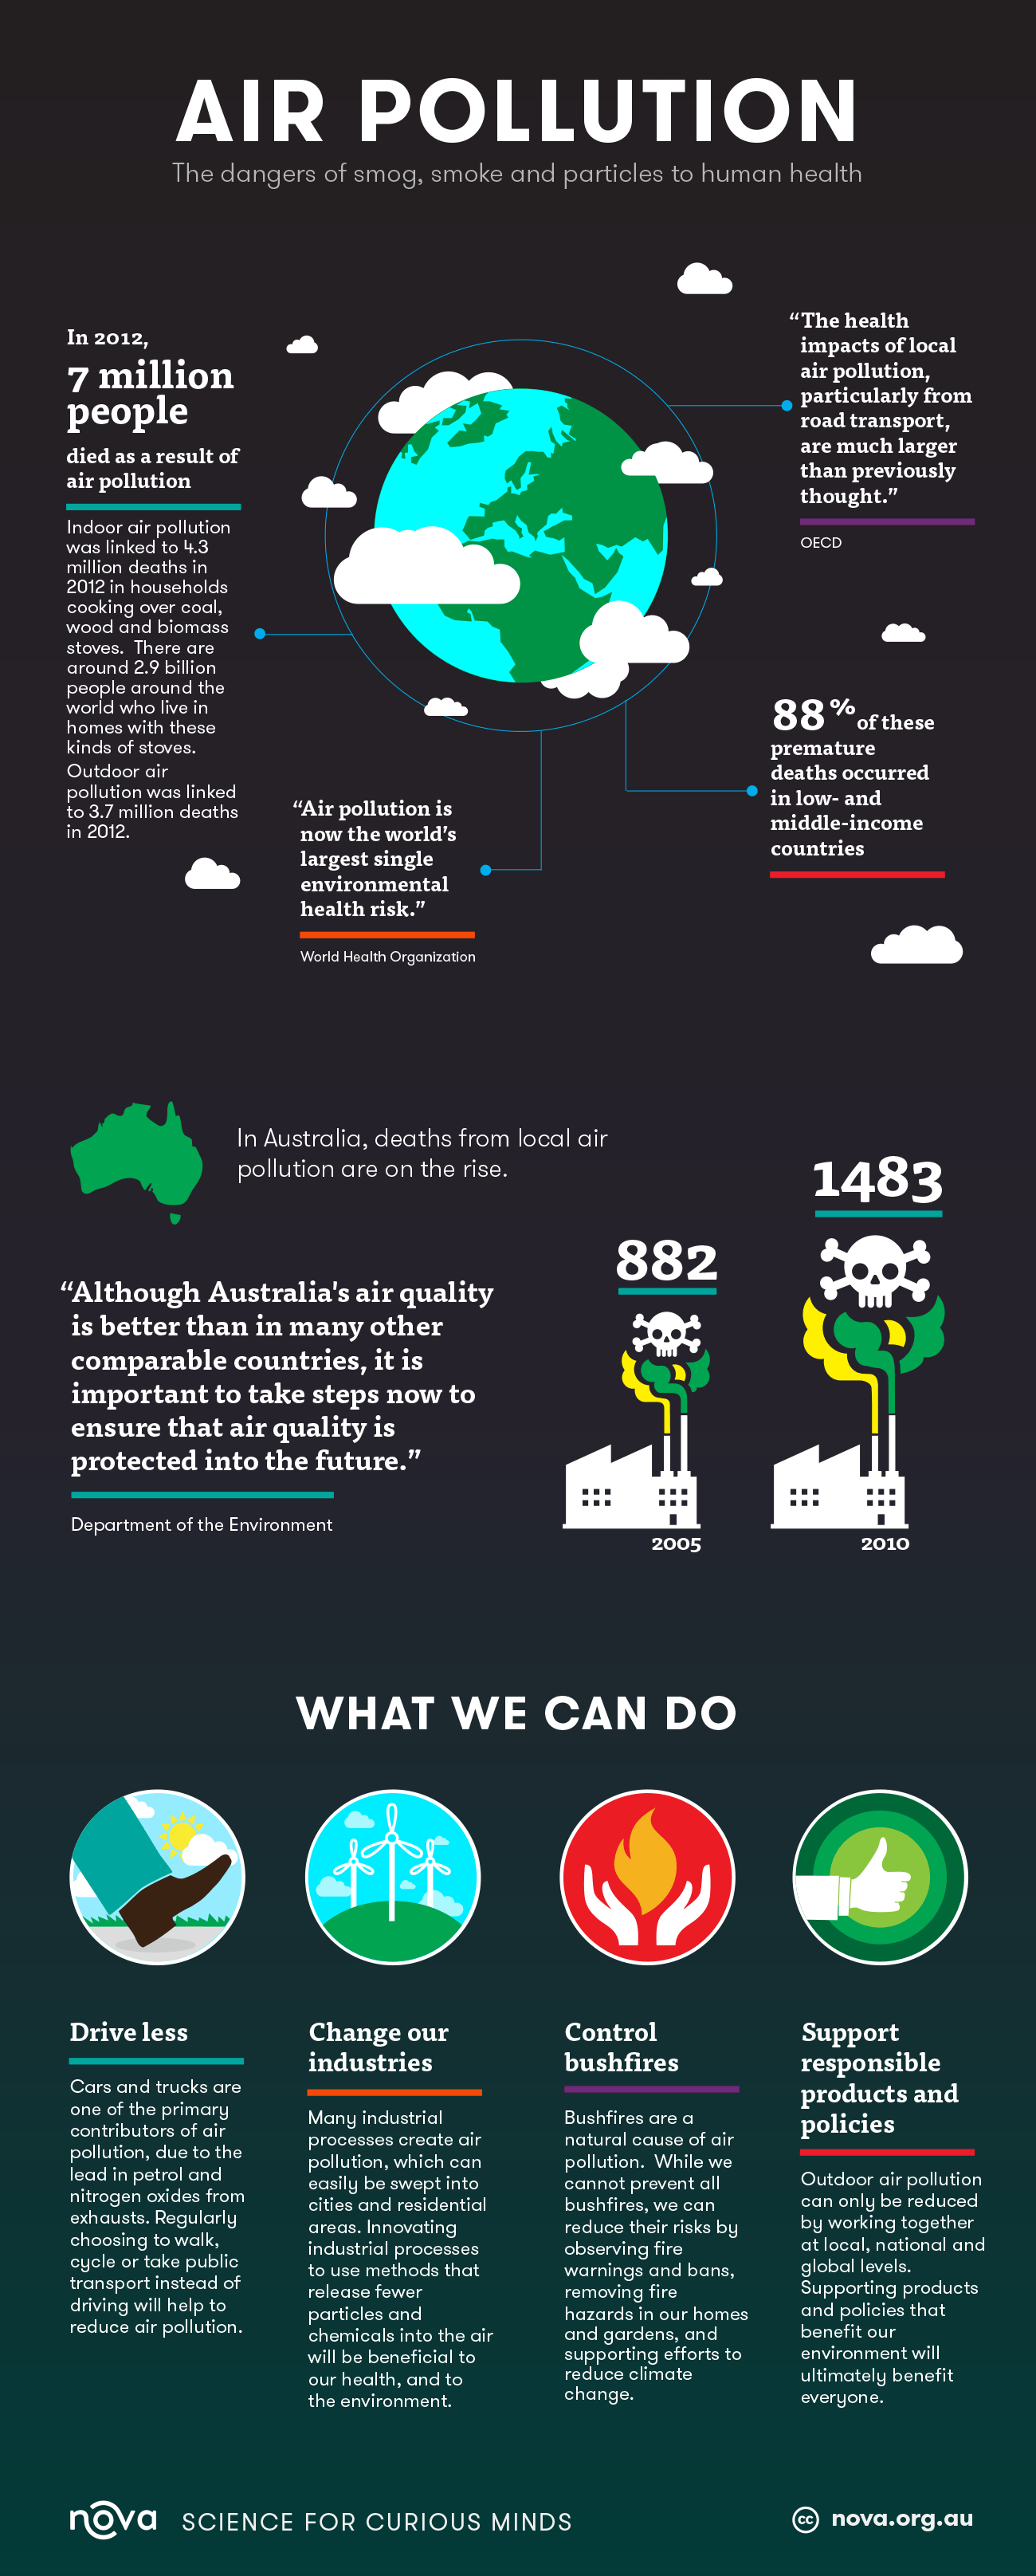 AIR POLLUTION
The dangers of smog, smoke and particles to human health
In 2012,
7 million
people
died as a result of
air pollution
Indoor air pollution
was linked to 4.3
million deaths in
2012 in households
cooking over coal,
wood and biomass
stoves. There are
around 2.9 billion
people around the
world who live in
homes with these
kinds of stoves.
Outdoor air
pollution was linked
to 3.7 million deaths
in 2012.
“The health
impacts of local
air pollution,
particularly from
road transport,
are much larger
than previously
thought.”
OECD
88% of these
premature
deaths occurred
in low- and
middle-income
countries
“Air pollution is
now the world’s
largest single
environmental
health risk.”
World Health Organization
In Australia, deaths from local air
pollution are on the rise.
“Although Australia's air quality
is better than in many other
comparable countries, it is
important to take steps now to
ensure that air quality is
protected into the future.”
Department of the Environment
882
2005
1483
2010
WHAT WE CAN DO
Drive less
Cars and trucks are
one of the primary
contributors of air
pollution, due to the
lead in petrol and
nitrogen oxides from
exhausts. Regularly
choosing to walk,
cycle or take public
transport instead of
driving will help to
reduce air pollution.
Change our
industries
Many industrial
processes create air
pollution, which can
easily be swept into
cities and residential
areas. Innovating
industrial processes
to use methods that
release fewer
particles and
chemicals into the air
will be beneficial to
our health, and to
the environment.
Control
bushfires
Bushfires are a
natural cause of air
pollution. While we
cannot prevent all
bushfires, we can
reduce their risks by
observing fire
warnings and bans,
removing fire
hazards in our homes
and gardens, and
supporting efforts to
reduce climate
change.
Support
responsible
products and
policies
Outdoor air pollution
can only be reduced
by working together
at local, national and
global levels.
Supporting products
and policies that
benefit our
environment will
ultimately benefit
everyone.
nova SCIENCE FOR CURIOUS MINDS
cc nova.org.au